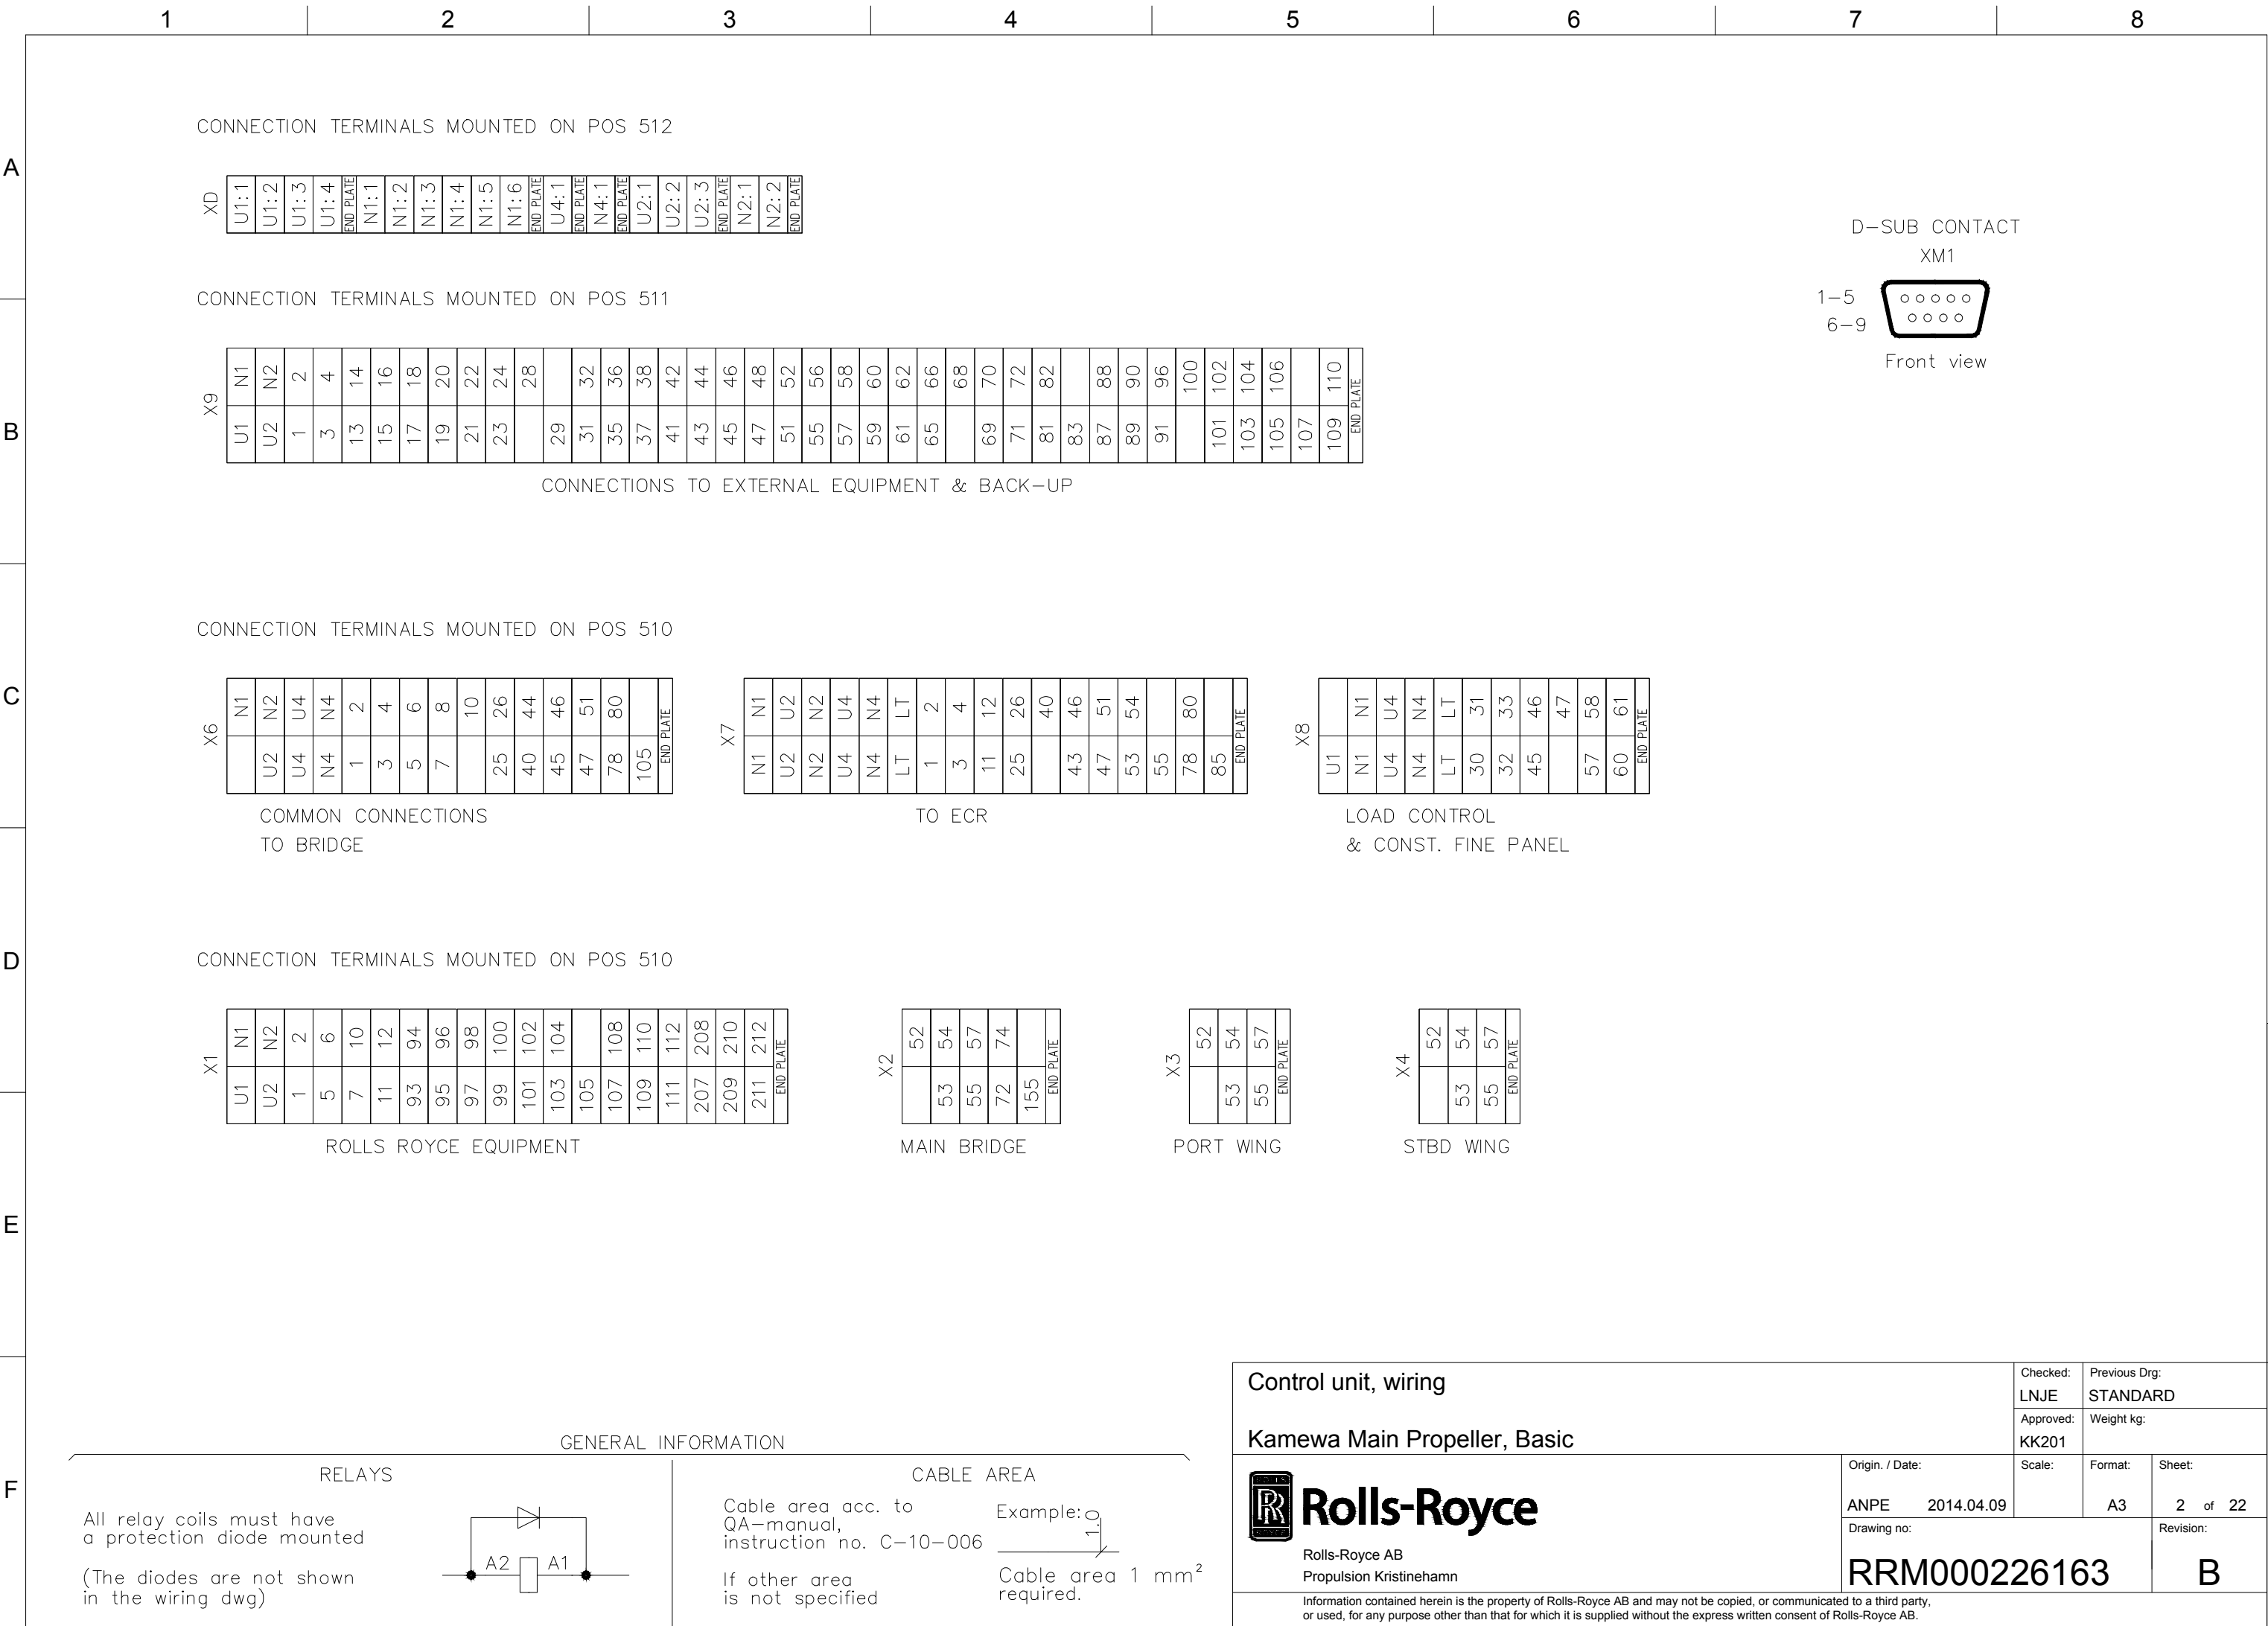 1 2 3 4 5 6 7 8
A
B
C
D
E
F
CONNECTION TERMINALS MOUNTED ON POS 512
XD
U1:1 U1:2 U1:3 U1:4 END PLATE N1:1 N1:2 N1:3 N1:4 N1:5 N1:6 END PLATE U4:1 END PLATE N4:1 END PLATE U2:1 U2:2 U2:3 END PLATE N2:1 N2:2 END PLATE
D-SUB CONTACT
XM1
1-5
6-9
Front view
CONNECTION TERMINALS MOUNTED ON POS 511
X9
N1 N2 2 4 14 16 18 20 22 24 28 32 36 38 42 44 46 48 52 56 58 60 62 66 68 70 72 82 88 90 96 100 102 104 106 110
U1 U2 1 3 13 15 17 19 21 23 29 31 35 37 41 43 45 47 51 55 57 59 61 65 69 71 81 83 87 89 91 101 103 105 107 109 END PLATE
CONNECTIONS TO EXTERNAL EQUIPMENT & BACK-UP
CONNECTION TERMINALS MOUNTED ON POS 510
X6
N1 N2 U4 N4 2 4 6 8 10 26 44 46 51 80
U2 U4 N4 1 3 5 7 25 40 45 47 78 105 END PLATE
COMMON CONNECTIONS
TO BRIDGE
X7
N1 U2 N2 U4 N4 LT 2 4 12 26 40 46 51 54 80
N1 U2 N2 U4 N4 LT 1 3 11 25 43 47 53 55 78 85 END PLATE
TO ECR
X8
N1 U4 N4 LT 31 33 46 47 58 61
U1 N1 U4 N4 LT 30 32 45 57 60 END PLATE
LOAD CONTROL
& CONST. FINE PANEL
CONNECTION TERMINALS MOUNTED ON POS 510
X1
N1 N2 2 6 10 12 94 96 98 100 102 104 108 110 112 208 210 212
U1 U2 1 5 7 11 93 95 97 99 101 103 105 107 109 111 207 209 211 END PLATE
ROLLS ROYCE EQUIPMENT
X2
52 54 57 74
53 55 72 155 END PLATE
MAIN BRIDGE
X3
52 54 57
53 55 END PLATE
PORT WING
X4
52 54 57
53 55 END PLATE
STBD WING
GENERAL INFORMATION
RELAYS
All relay coils must have
a protection diode mounted
(The diodes are not shown
in the wiring dwg)
A2 A1
CABLE AREA
Cable area acc. to
QA-manual,
instruction no. C-10-006
If other area
is not specified
Example: 1.0
Cable area 1 mm²
required.
Control unit, wiring
Kamewa Main Propeller, Basic
Checked:
LNJE
Previous Drg:
STANDARD
Approved:
KK201
Weight kg:
Rolls-Royce
Rolls-Royce AB
Propulsion Kristinehamn
Origin. / Date:
ANPE 2014.04.09
Scale:
Format:
A3
Sheet:
2 of 22
Drawing no:
RRM000226163
Revision:
B
Information contained herein is the property of Rolls-Royce AB and may not be copied, or communicated to a third party,
or used, for any purpose other than that for which it is supplied without the express written consent of Rolls-Royce AB.